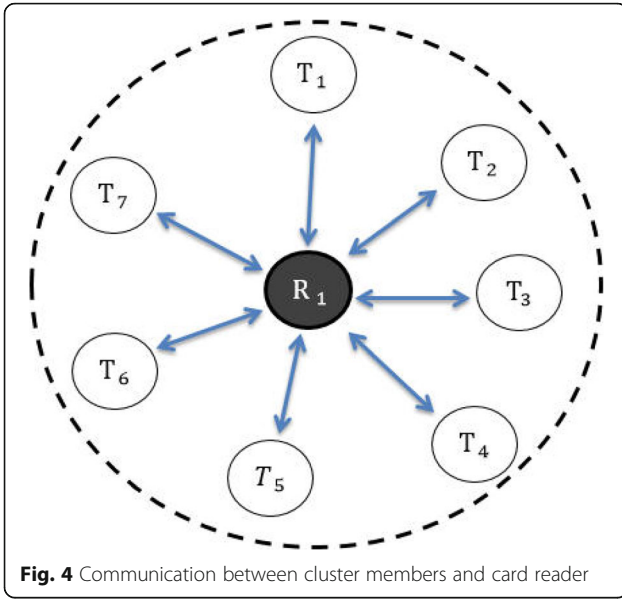 T₁
T₂
T₇
R₁
T₃
T₆
T₄
T₅
Fig. 4 Communication between cluster members and card reader